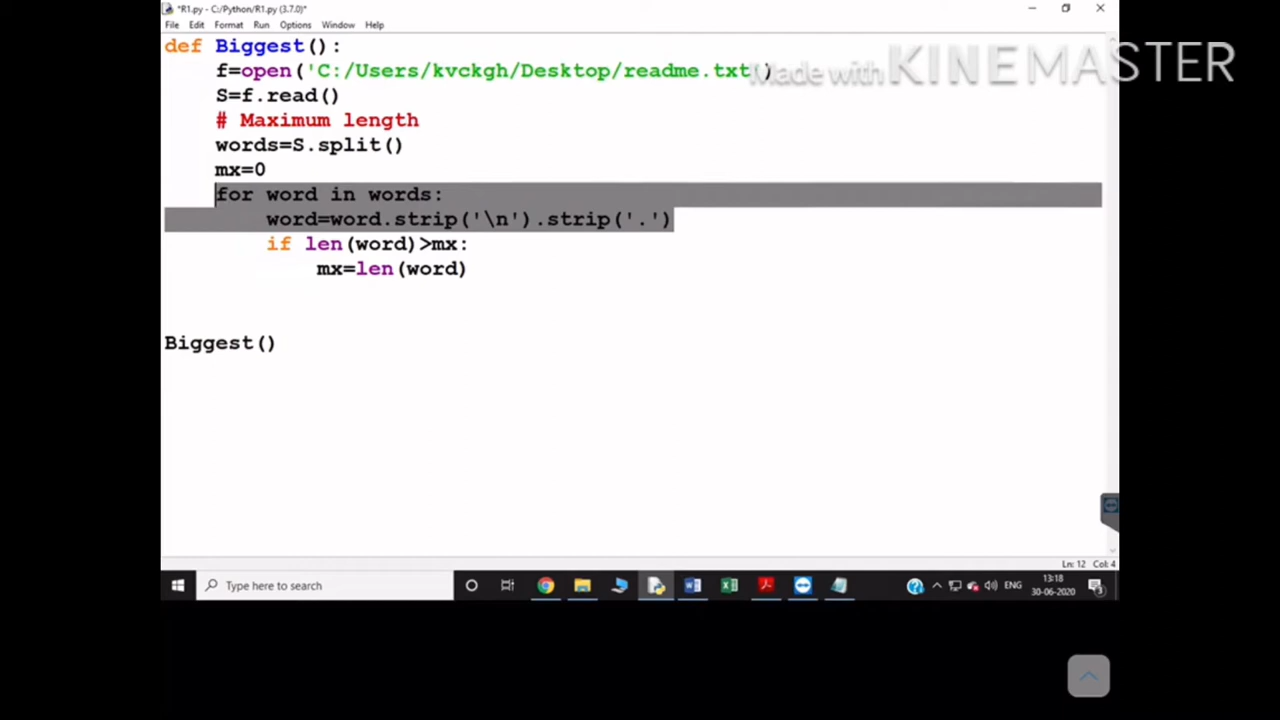 *R1.py - C:/Python/R1.py (3.7.0)*
File Edit Format Run Options Window Help
def Biggest():
f=open('C:/Users/kvckgh/Desktop/readme.txt')
Made with KINEMASTER
S=f.read()
# Maximum length
words=S.split()
mx=0
for word in words:
word=word.strip('\n').strip('.')
if len(word)>mx:
mx=len(word)
Biggest()
Ln: 12 Col: 4
Type here to search
ENG
13:18
30-06-2020
3